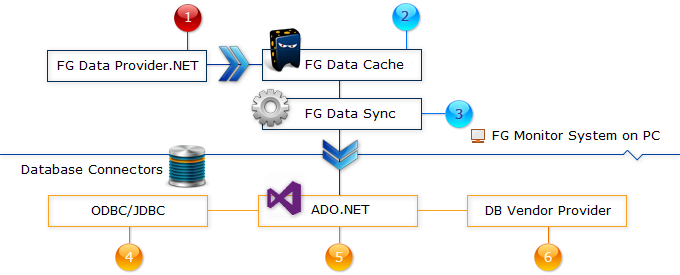 1
2
FG Data Provider.NET
FG Data Cache
FG Data Sync
3
FG Monitor System on PC
Database Connectors
ODBC/JDBC
ADO.NET
DB Vendor Provider
4
5
6